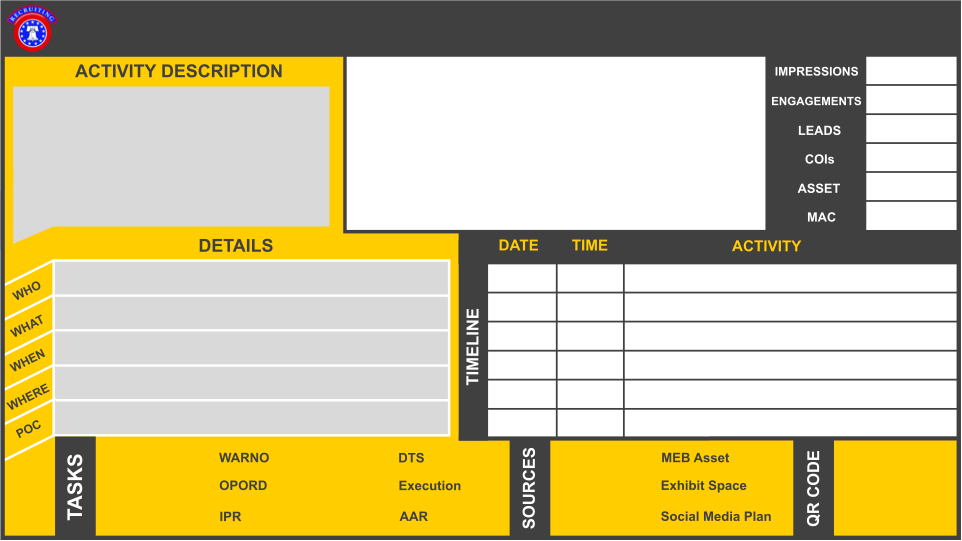 RECRUITING
ACTIVITY DESCRIPTION
IMPRESSIONS
ENGAGEMENTS
LEADS
COIs
ASSET
MAC
DETAILS
WHO
WHAT
WHEN
WHERE
POC
DATE TIME ACTIVITY
TIMELINE
TASKS
WARNO DTS
OPORD Execution
IPR AAR
SOURCES
MEB Asset
Exhibit Space
Social Media Plan
QR CODE